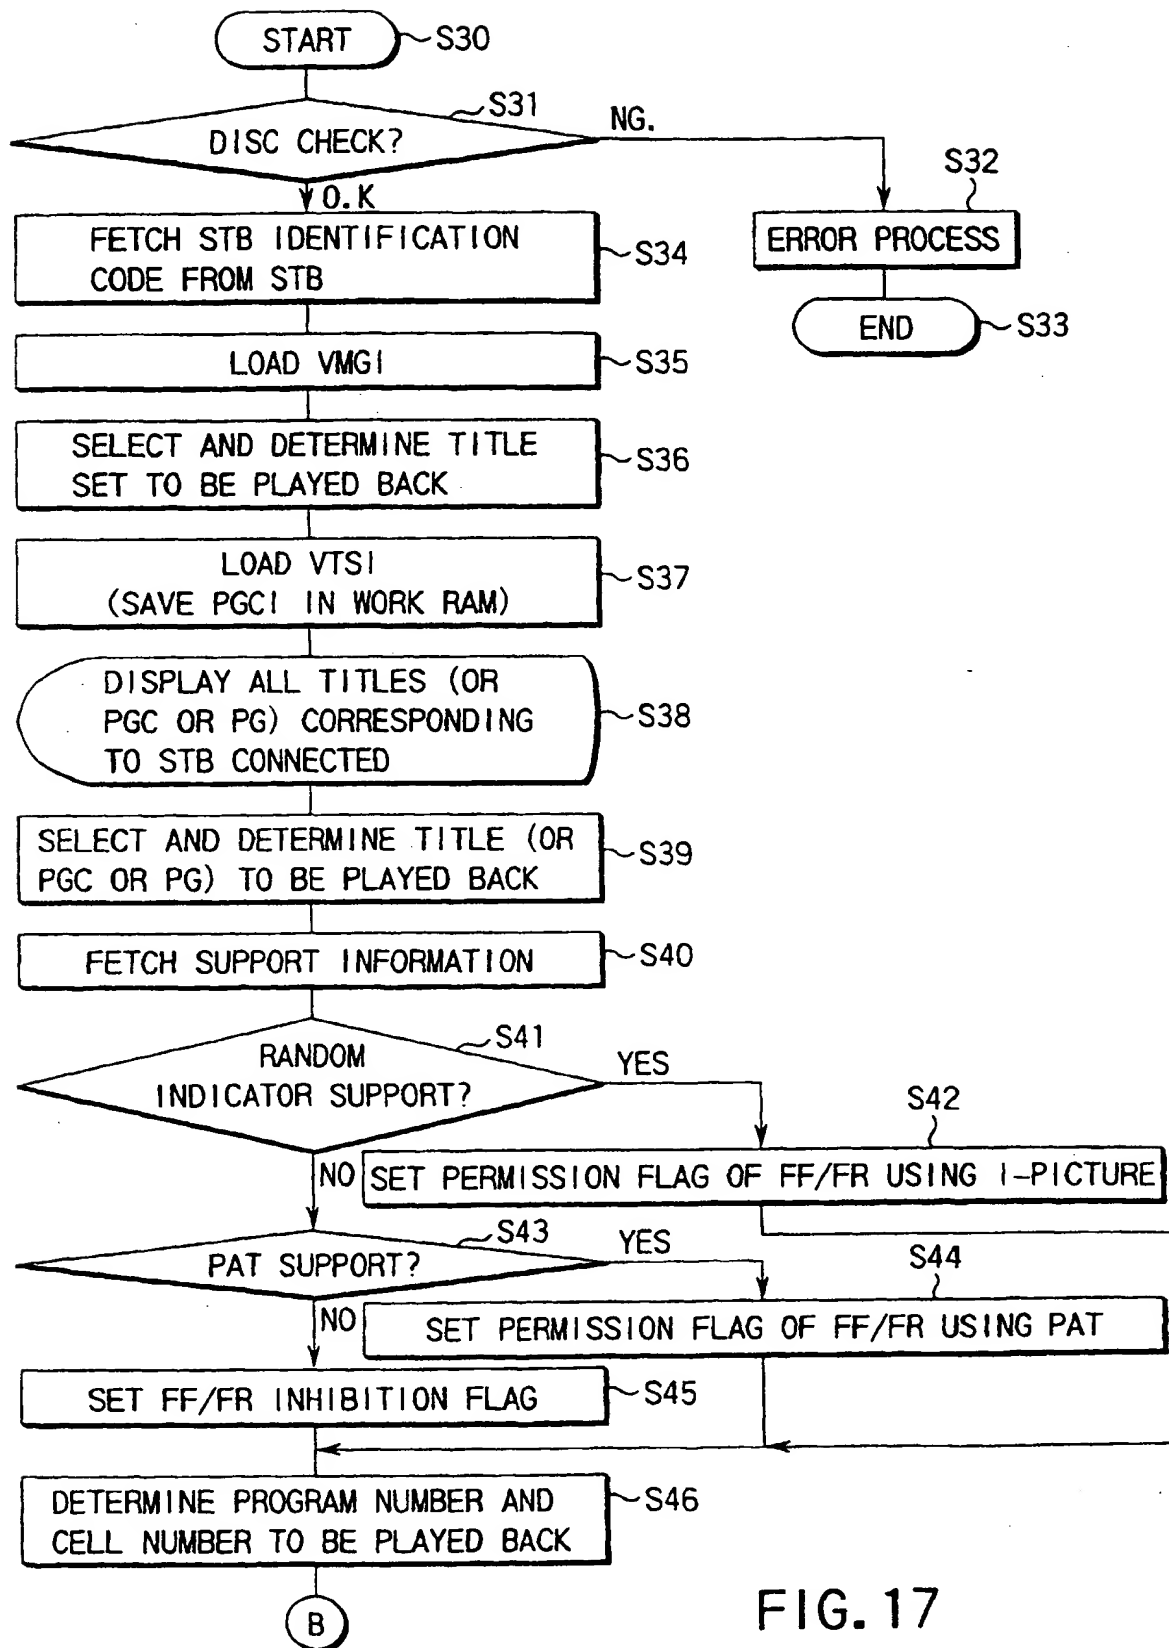 START
S30
DISC CHECK?
S31
NG.
O.K
S32
ERROR PROCESS
END
S33
FETCH STB IDENTIFICATION
CODE FROM STB
S34
LOAD VMGI
S35
SELECT AND DETERMINE TITLE
SET TO BE PLAYED BACK
S36
LOAD VTSI
(SAVE PGCI IN WORK RAM)
S37
DISPLAY ALL TITLES (OR
PGC OR PG) CORRESPONDING
TO STB CONNECTED
S38
SELECT AND DETERMINE TITLE (OR
PGC OR PG) TO BE PLAYED BACK
S39
FETCH SUPPORT INFORMATION
S40
RANDOM
INDICATOR SUPPORT?
S41
YES
NO
S42
SET PERMISSION FLAG OF FF/FR USING I-PICTURE
PAT SUPPORT?
S43
YES
NO
S44
SET PERMISSION FLAG OF FF/FR USING PAT
SET FF/FR INHIBITION FLAG
S45
DETERMINE PROGRAM NUMBER AND
CELL NUMBER TO BE PLAYED BACK
S46
B
FIG. 17